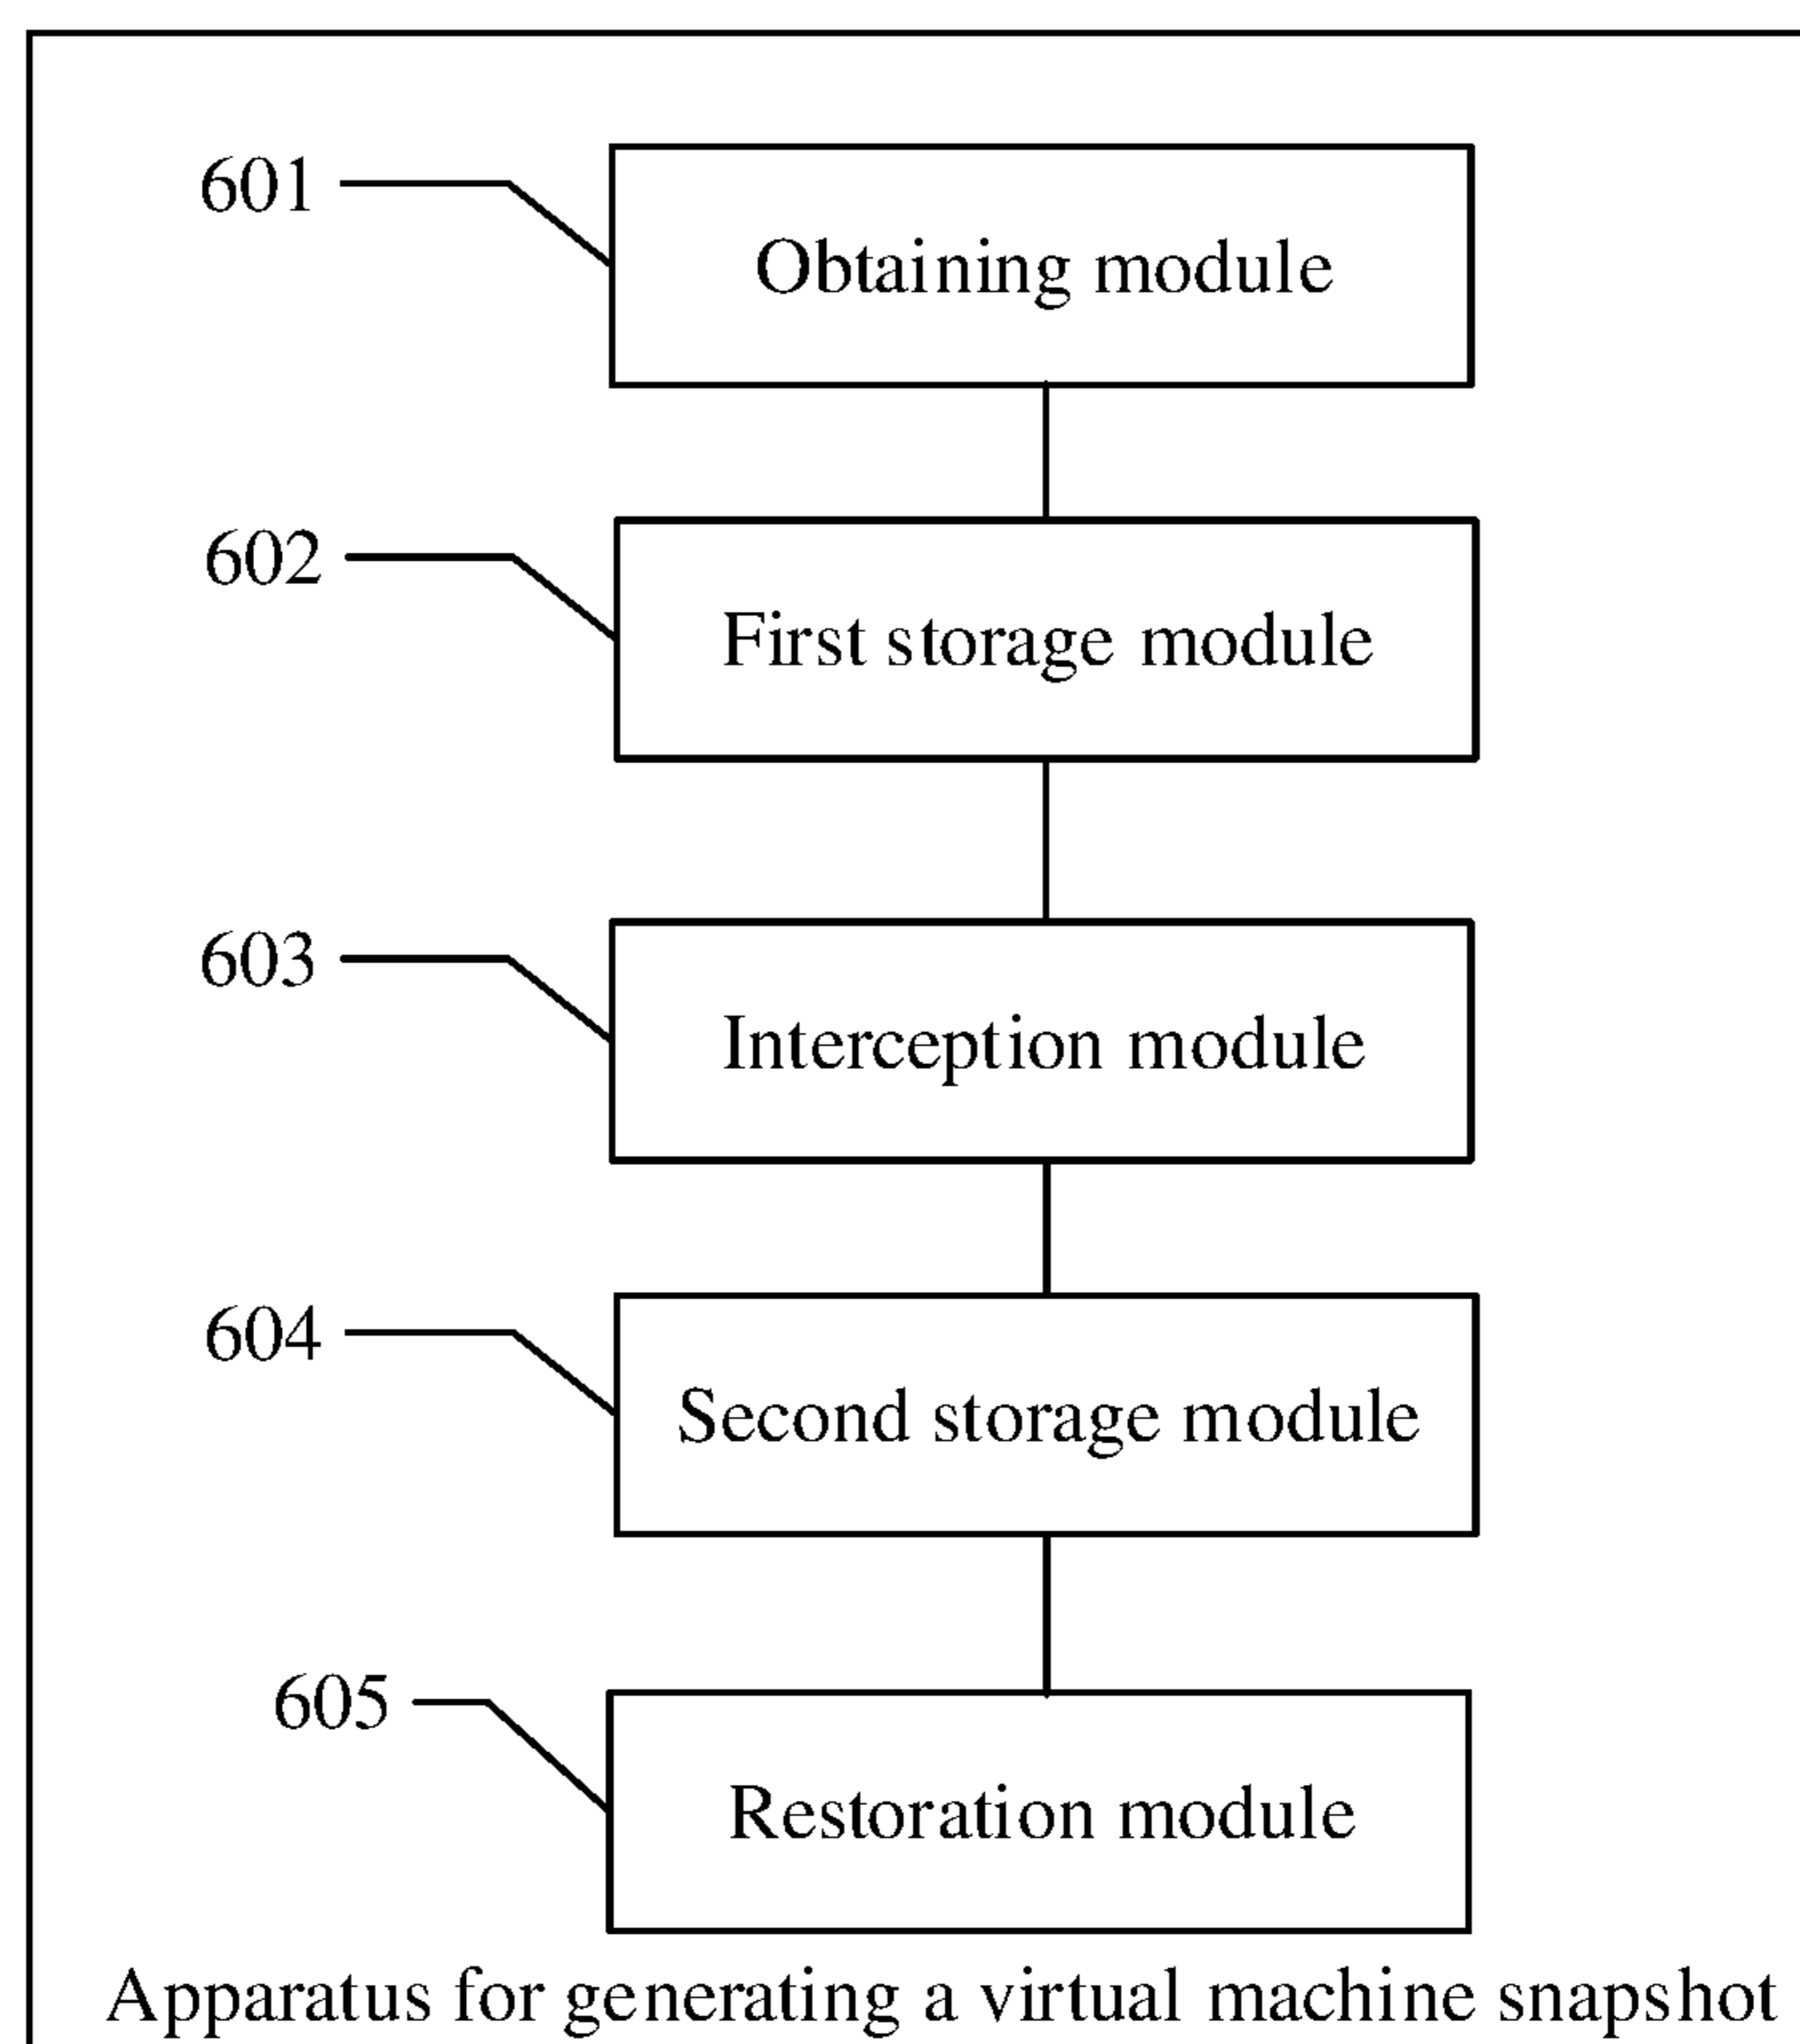 601
Obtaining module
602
First storage module
603
Interception module
604
Second storage module
605
Restoration module
Apparatus for generating a virtual machine snapshot